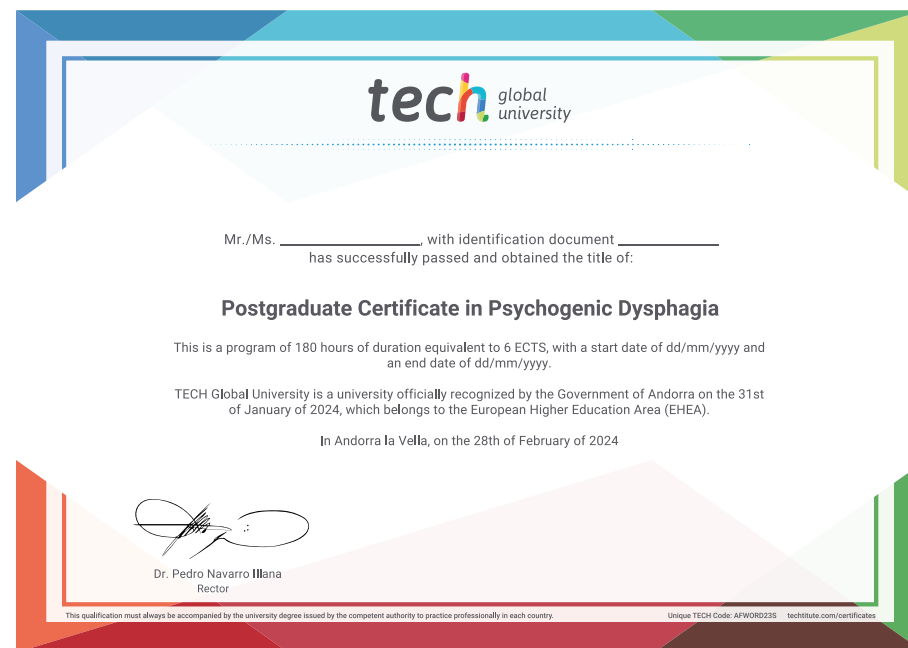 tech global university
Mr./Ms. ____________________, with identification document ______________
has successfully passed and obtained the title of:
Postgraduate Certificate in Psychogenic Dysphagia
This is a program of 180 hours of duration equivalent to 6 ECTS, with a start date of dd/mm/yyyy and
an end date of dd/mm/yyyy.
TECH Global University is a university officially recognized by the Government of Andorra on the 31st
of January of 2024, which belongs to the European Higher Education Area (EHEA).
In Andorra la Vella, on the 28th of February of 2024
Dr. Pedro Navarro Illana
Rector
This qualification must always be accompanied by the university degree issued by the competent authority to practice professionally in each country. Unique TECH Code: AFWORD23S techtitute.com/certificates